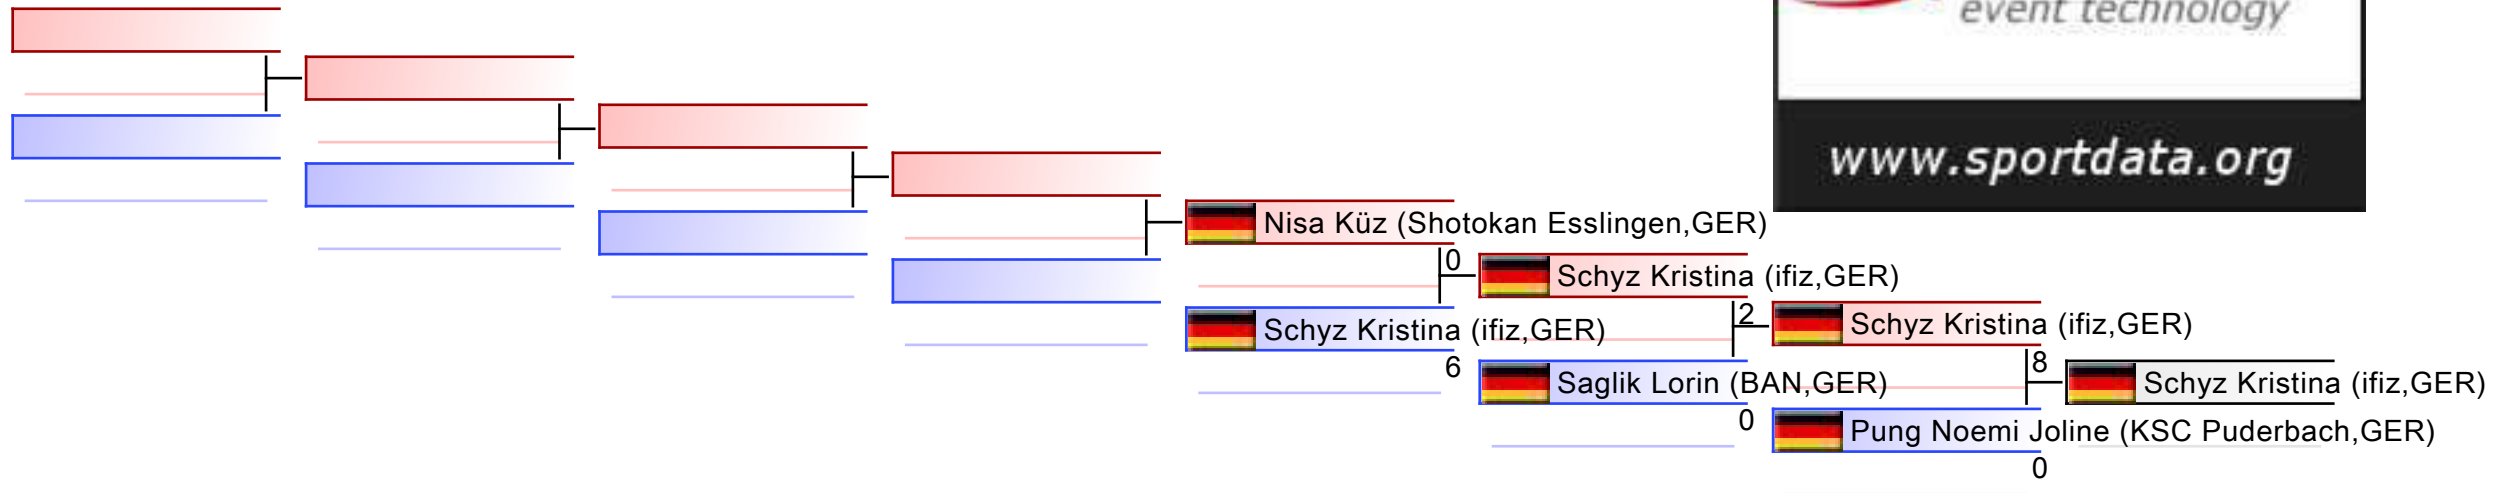 event technology
www.sportdata.org
Nisa Küz (Shotokan Esslingen,GER)
0
Schyz Kristina (ifiz,GER)
Schyz Kristina (ifiz,GER)
6
2
Schyz Kristina (ifiz,GER)
Saglik Lorin (BAN,GER)
0
8
Schyz Kristina (ifiz,GER)
Pung Noemi Joline (KSC Puderbach,GER)
0